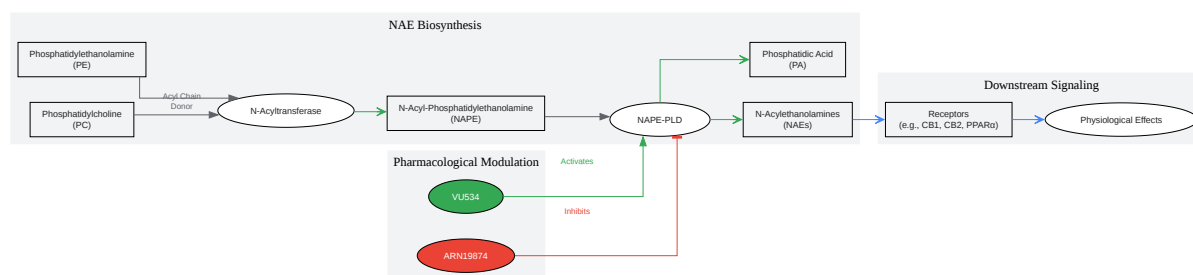 NAE Biosynthesis
Phosphatidylethanolamine
(PE)
Phosphatidylcholine
(PC)
Acyl Chain
Donor
N-Acyltransferase
N-Acyl-Phosphatidylethanolamine
(NAPE)
NAPE-PLD
Phosphatidic Acid
(PA)
N-Acylethanolamines
(NAEs)
Downstream Signaling
Receptors
(e.g., CB1, CB2, PPARα)
Physiological Effects
Pharmacological Modulation
Activates
VU534
Inhibits
ARN19874